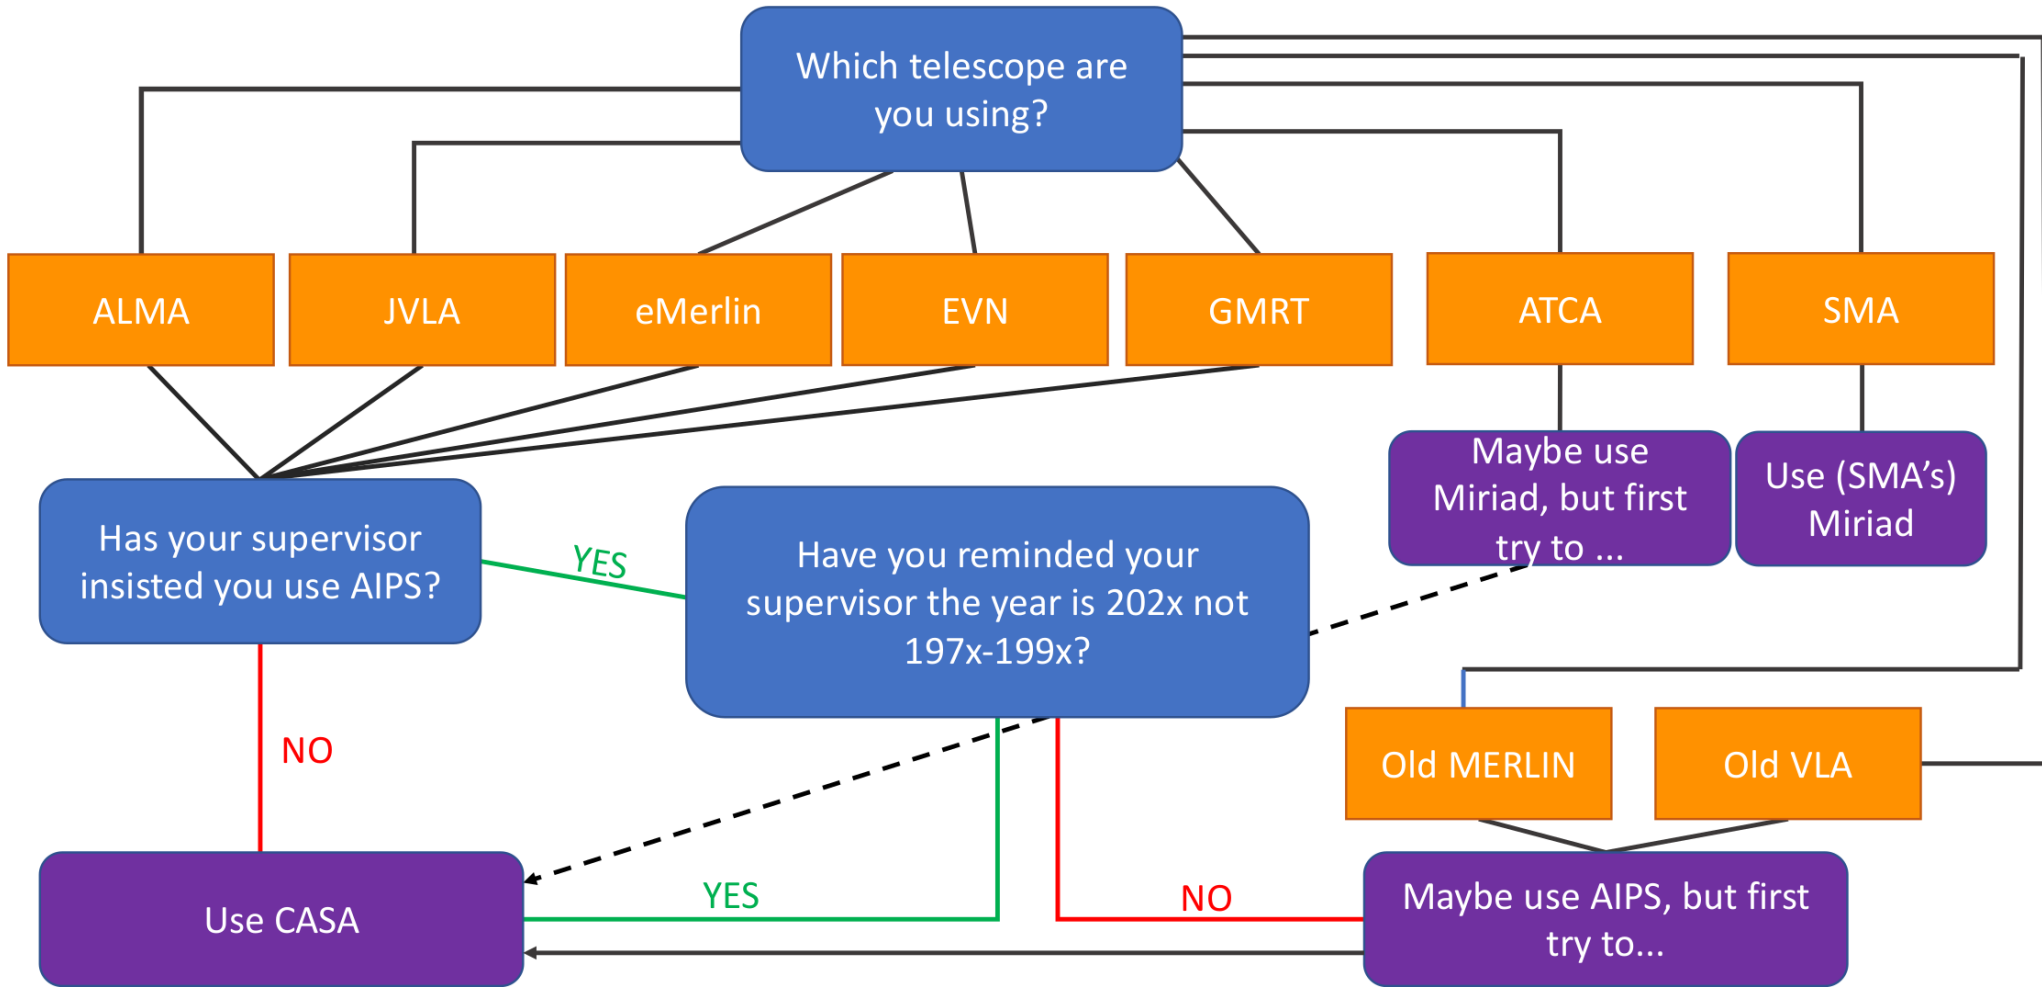 Which telescope are
you using?
ALMA
JVLA
eMerlin
EVN
GMRT
ATCA
SMA
Maybe use
Miriad, but first
try to ...
Use (SMA’s)
Miriad
Has your supervisor
insisted you use AIPS?
YES
Have you reminded your
supervisor the year is 202x not
197x-199x?
NO
Old MERLIN
Old VLA
Use CASA
YES
NO
Maybe use AIPS, but first
try to...